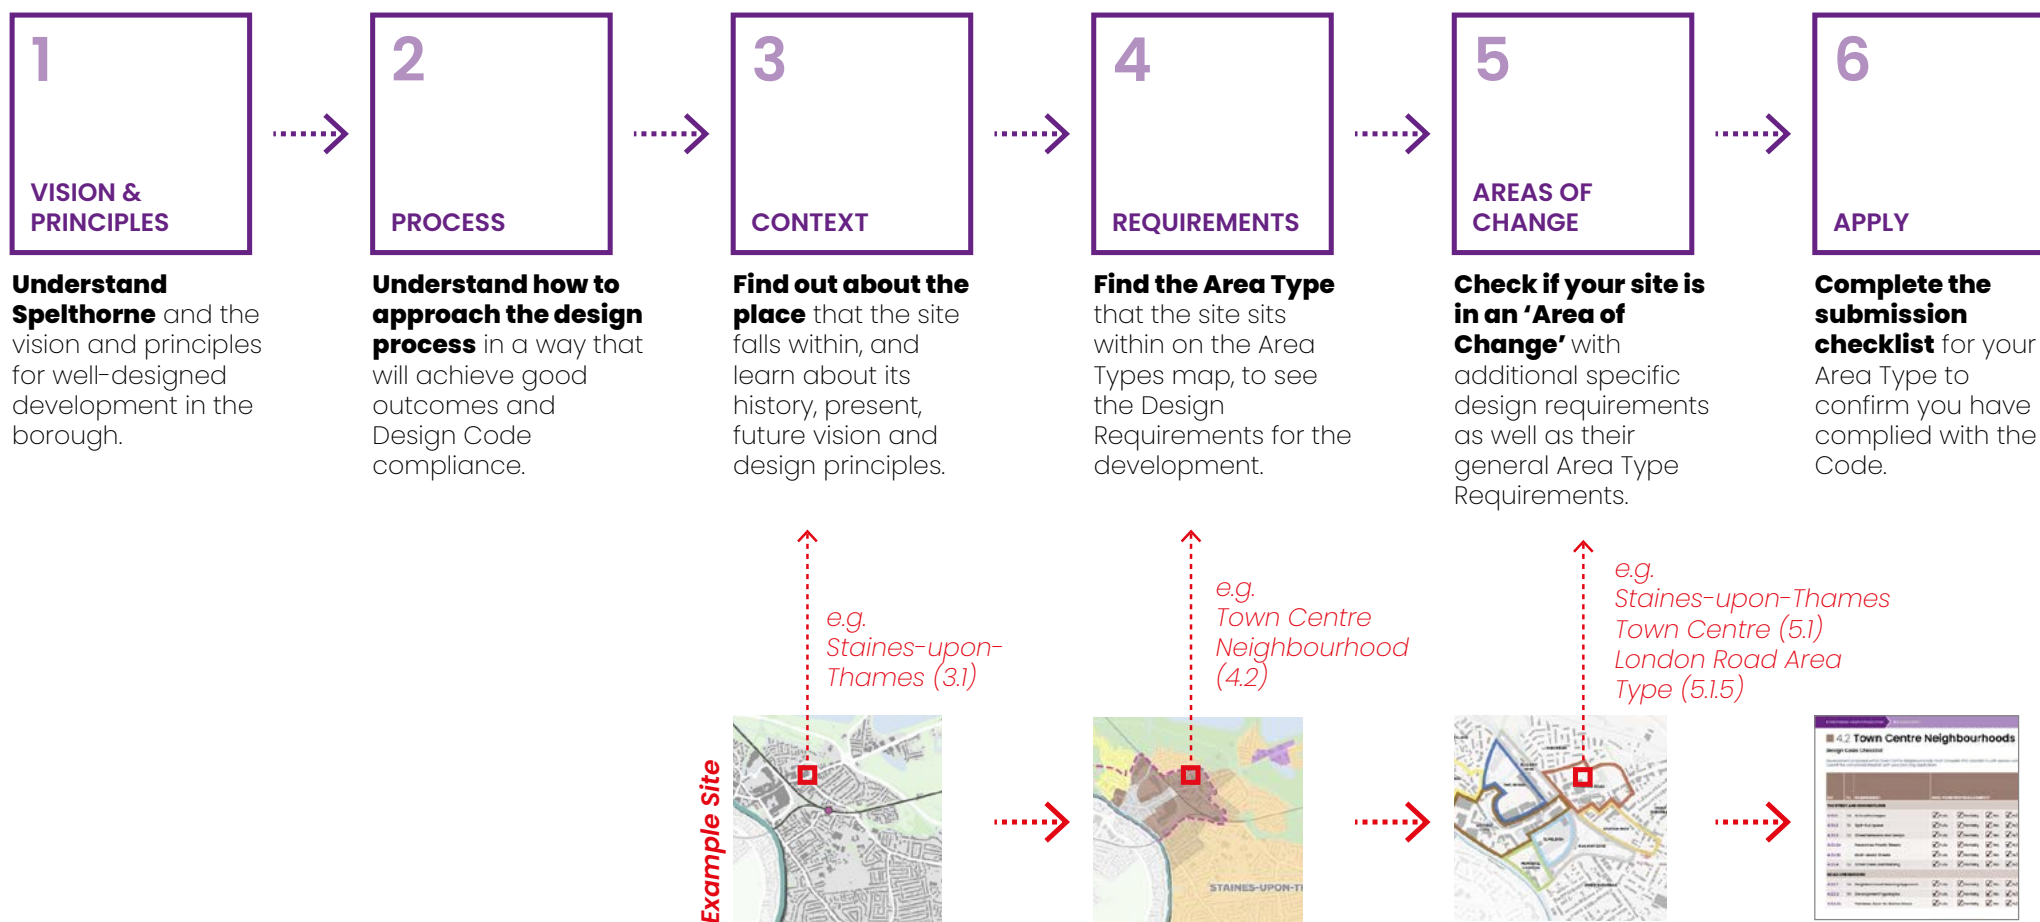 1
VISION &
PRINCIPLES
Understand
Spelthorne and the
vision and principles
for well-designed
development in the
borough.
2
PROCESS
Understand how to
approach the design
process in a way that
will achieve good
outcomes and
Design Code
compliance.
3
CONTEXT
Find out about the
place that the site
falls within, and
learn about its
history, present,
future vision and
design principles.
4
REQUIREMENTS
Find the Area Type
that the site sits
within on the Area
Types map, to see
the Design
Requirements for the
development.
5
AREAS OF
CHANGE
Check if your site is
in an ‘Area of
Change’ with
additional specific
design requirements
as well as their
general Area Type
Requirements.
6
APPLY
Complete the
submission
checklist for your
Area Type to
confirm you have
complied with the
Code.
e.g.
Staines-upon-
Thames (3.1)
e.g.
Town Centre
Neighbourhood
(4.2)
e.g.
Staines-upon-Thames
Town Centre (5.1)
London Road Area
Type (5.1.5)
Example Site
STAINES-UPON-T
4.2 Town Centre Neighbourhoods
Design Code Checklist